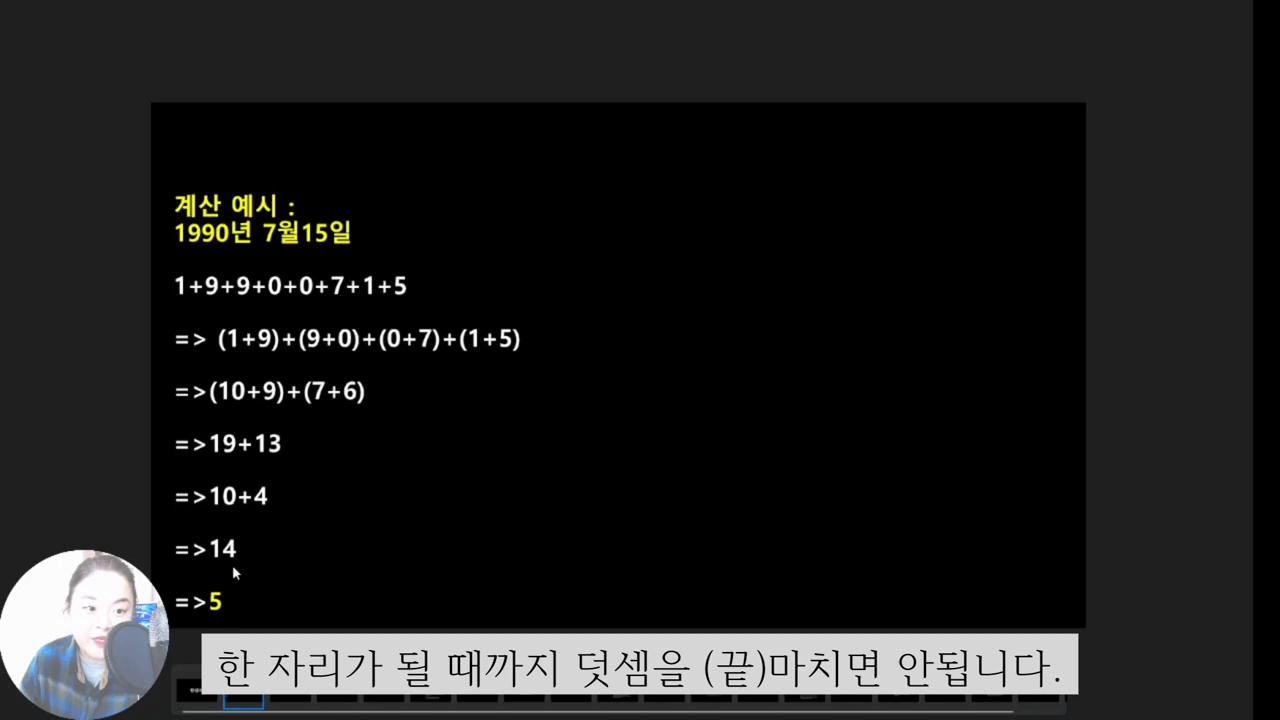 계산 예시 :
1990년 7월15일
1+9+9+0+0+7+1+5
=> (1+9)+(9+0)+(0+7)+(1+5)
=>(10+9)+(7+6)
=>19+13
=>10+4
=>14
=>5
한 자리가 될 때까지 덧셈을 (끝)마치면 안됩니다.